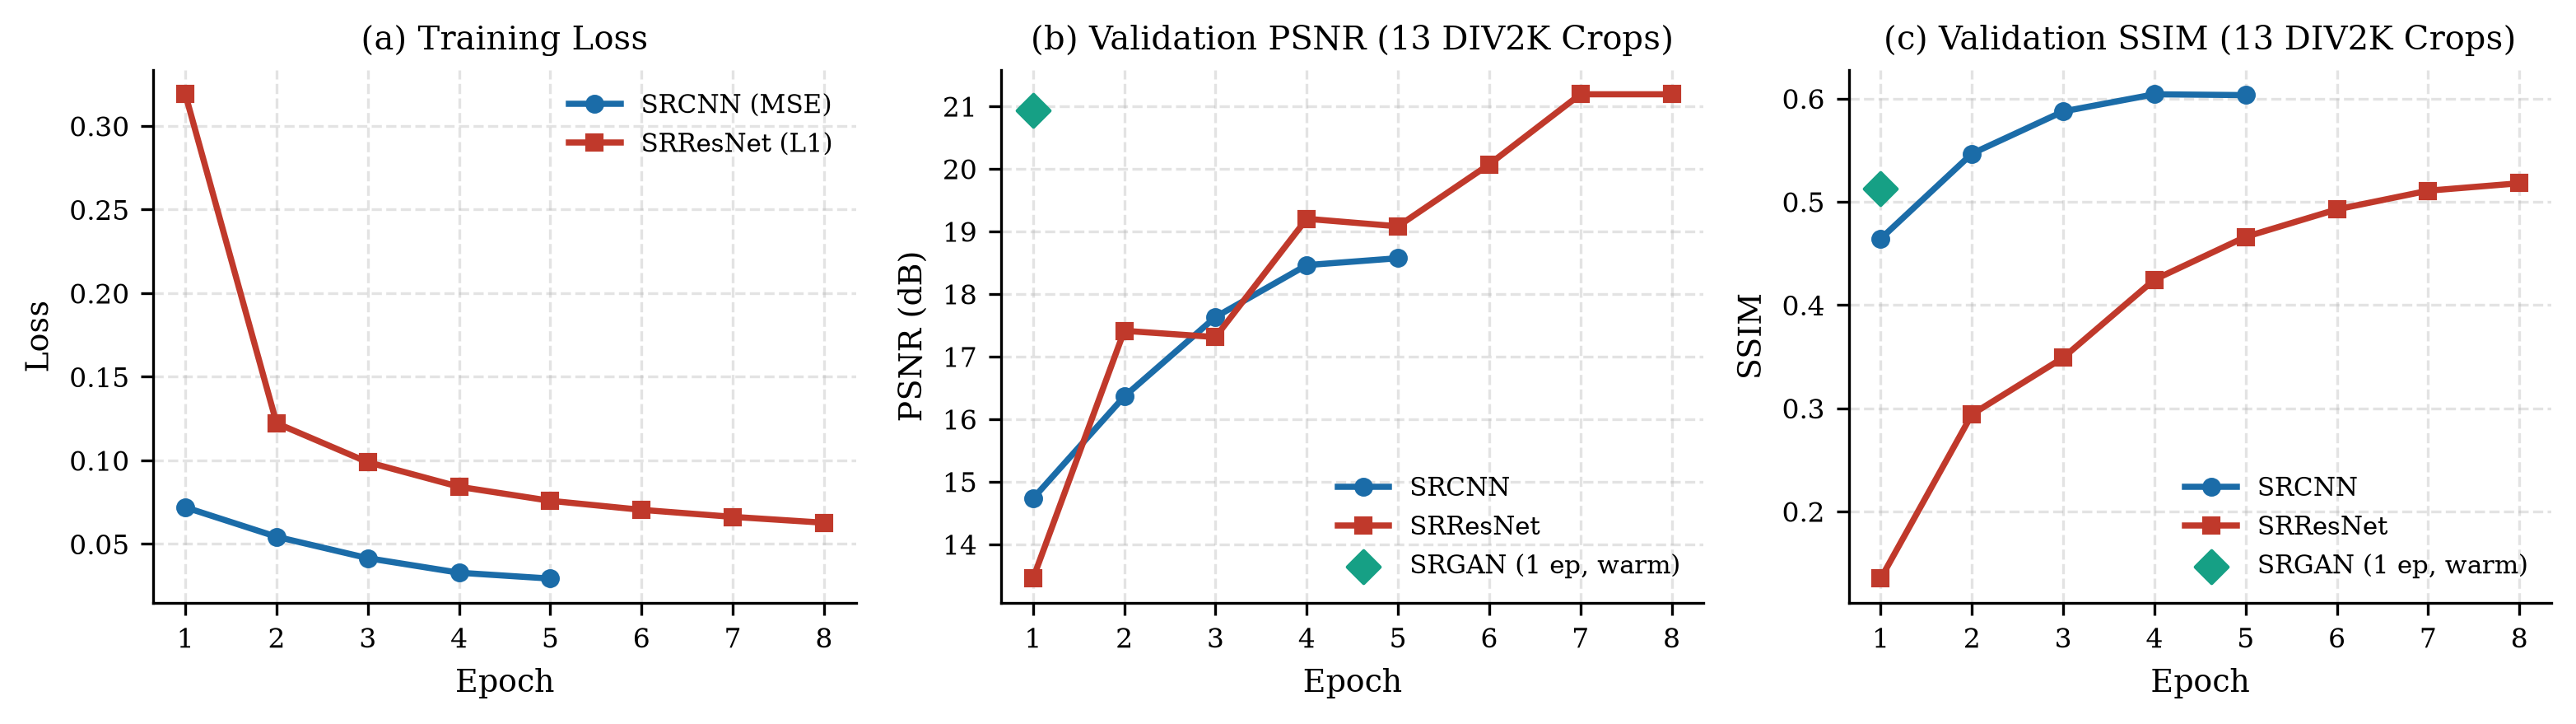 (a) Training Loss
0.30
0.25
0.20
0.15
0.10
0.05
Loss
1 2 3 4 5 6 7 8
Epoch
SRCNN (MSE)
SRResNet (L1)
(b) Validation PSNR (13 DIV2K Crops)
21
20
19
18
17
16
15
14
PSNR (dB)
1 2 3 4 5 6 7 8
Epoch
SRCNN
SRResNet
SRGAN (1 ep, warm)
(c) Validation SSIM (13 DIV2K Crops)
0.6
0.5
0.4
0.3
0.2
SSIM
1 2 3 4 5 6 7 8
Epoch
SRCNN
SRResNet
SRGAN (1 ep, warm)